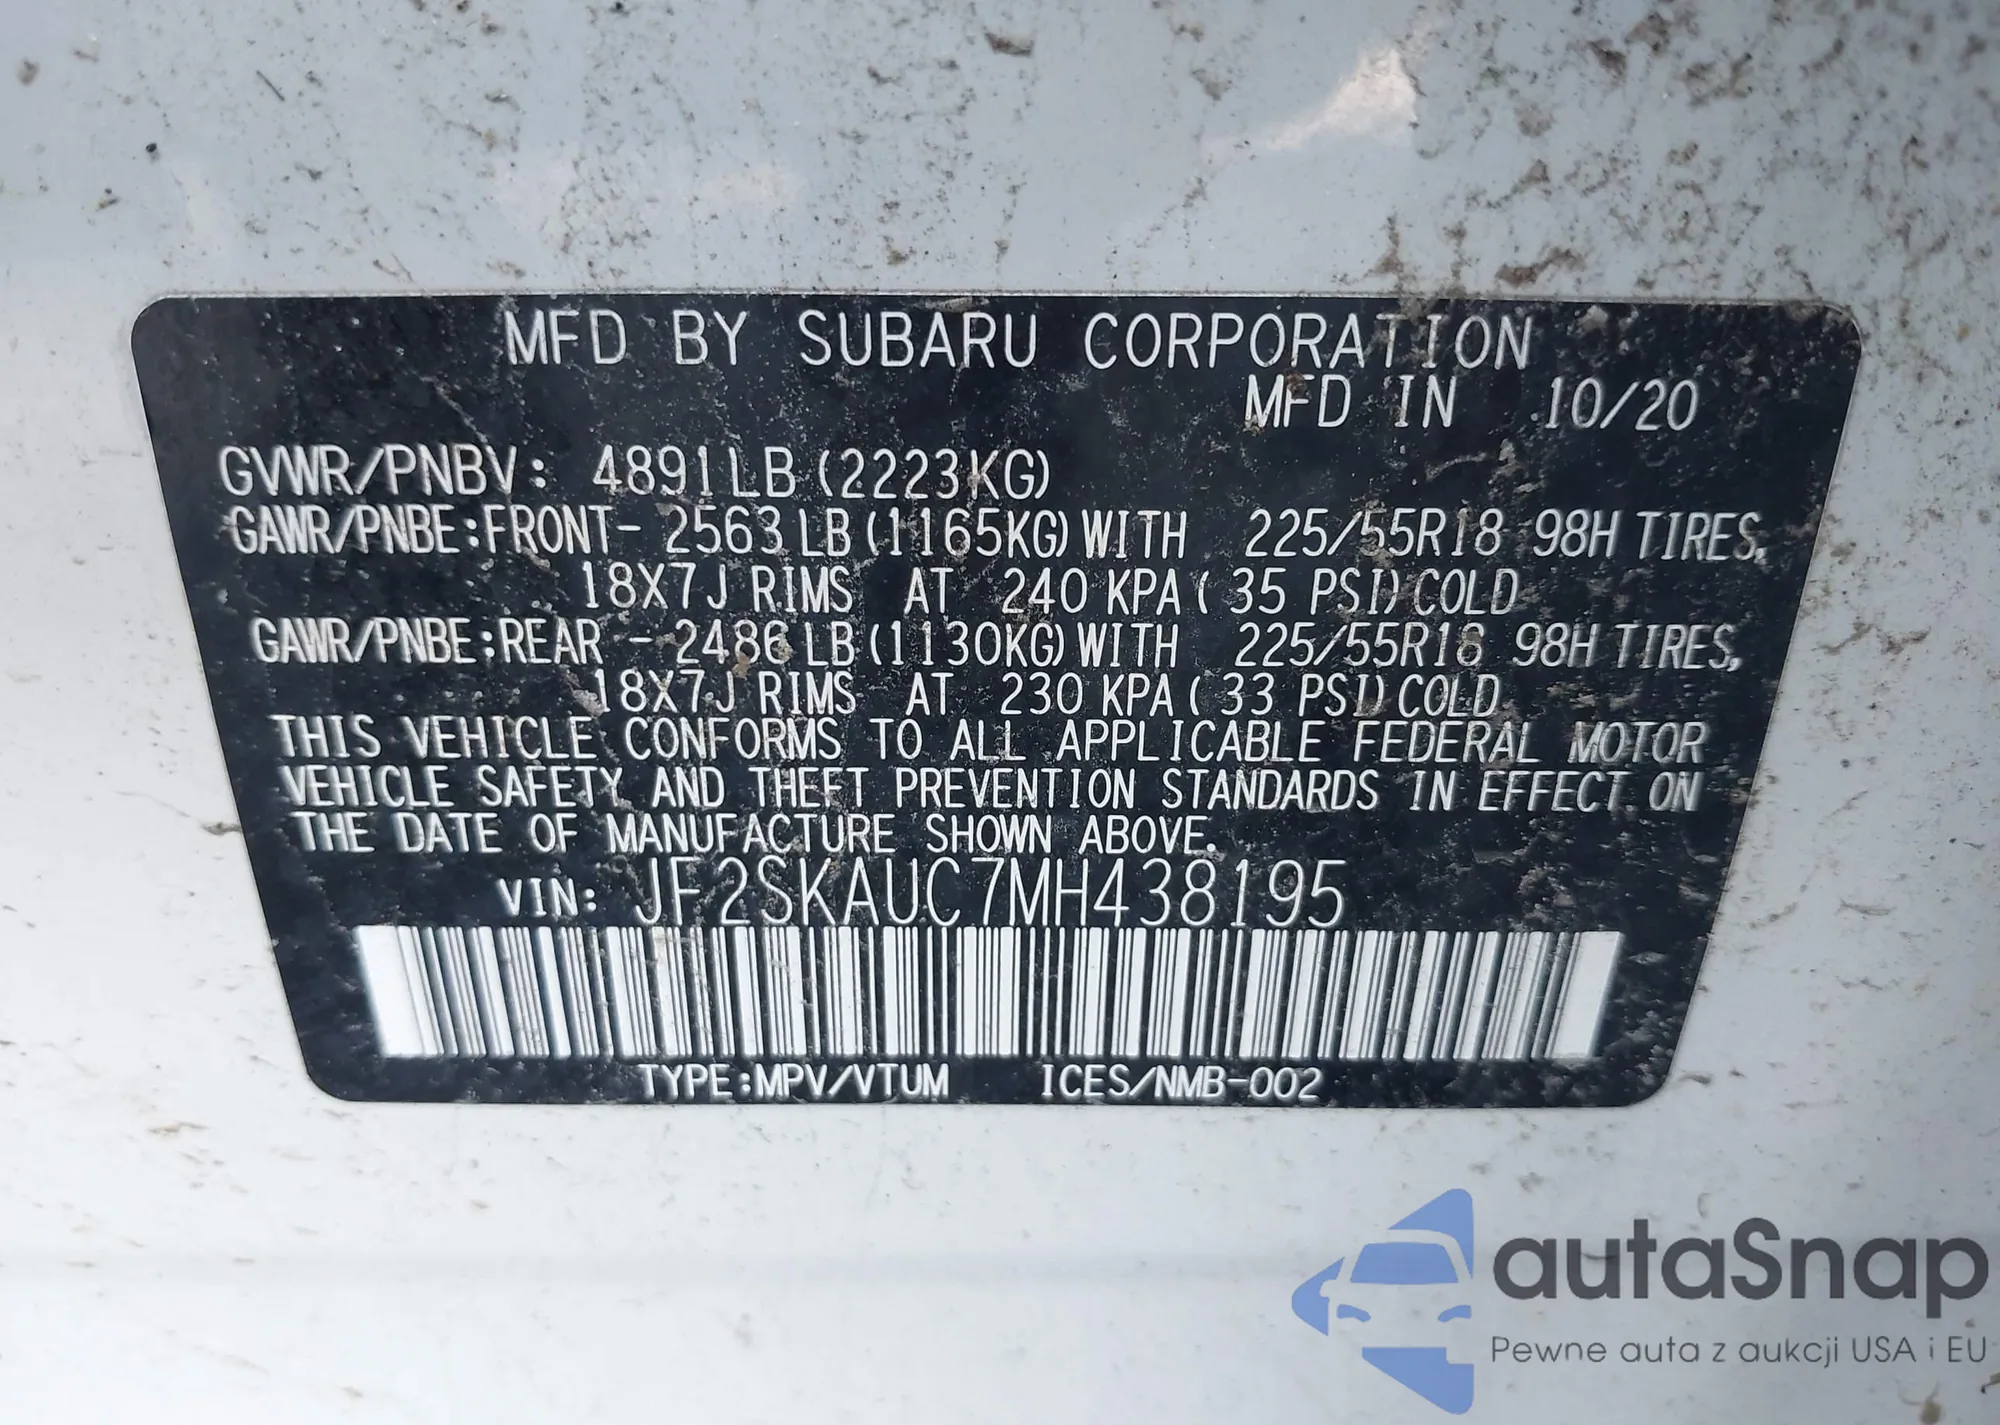 MFD BY SUBARU CORPORATION
MFD IN 10/20
GVWR/PNBV: 4891LB (2223KG)
GAWR/PNBE:FRONT- 2563LB(1165KG)WITH 225/55R18 98H TIRES,
18X7J RIMS AT 240 KPA( 35 PSI)COLD
GAWR/PNBE:REAR - 2486LB(1130KG)WITH 225/55R18 98H TIRES,
18X7J RIMS AT 230 KPA( 33 PSI)COLD
THIS VEHICLE CONFORMS TO ALL APPLICABLE FEDERAL MOTOR
VEHICLE SAFETY AND THEFT PREVENTION STANDARDS IN EFFECT ON
THE DATE OF MANUFACTURE SHOWN ABOVE.
VIN: JF2SKAUC7MH438195
TYPE:MPV/VTUM ICES/NMB-002
autaSnap
Pewne auta z aukcji USA i EU